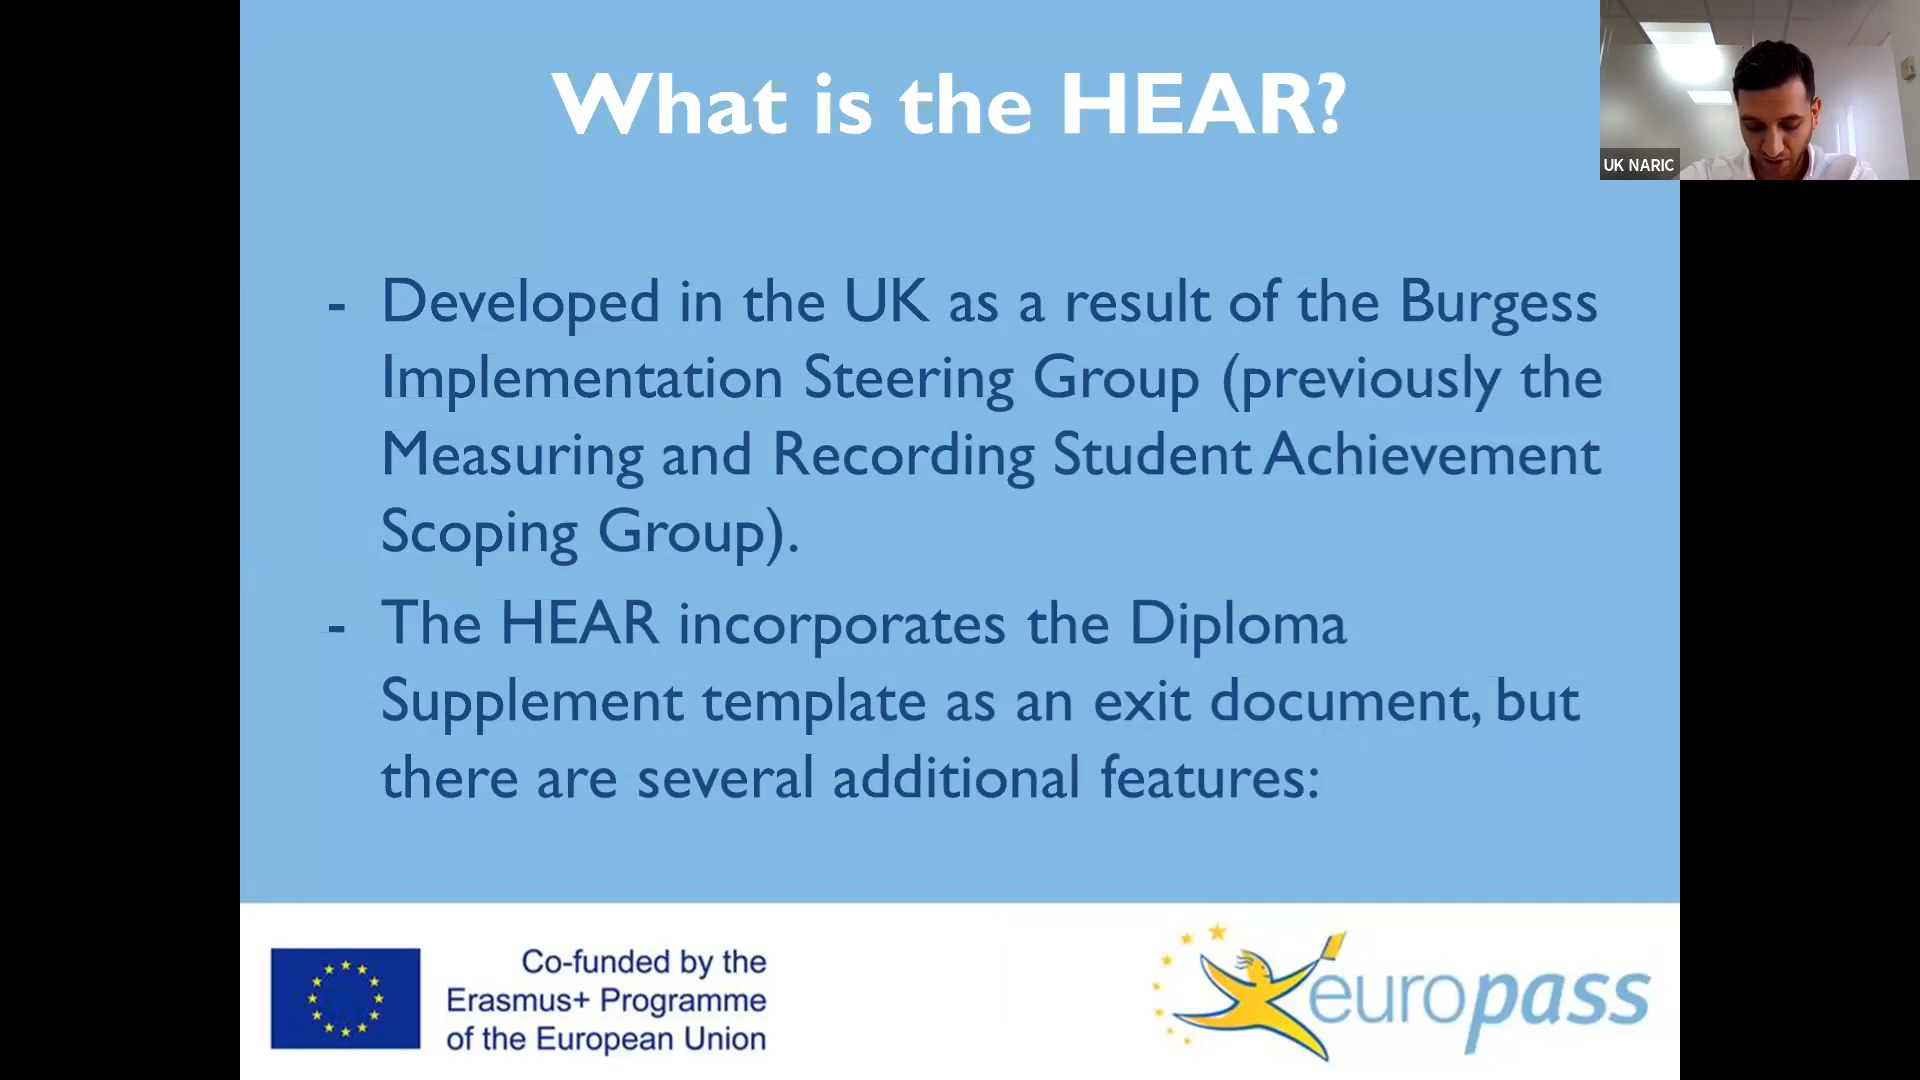 What is the HEAR?
UK NARIC
- Developed in the UK as a result of the Burgess
Implementation Steering Group (previously the
Measuring and Recording Student Achievement
Scoping Group).
- The HEAR incorporates the Diploma
Supplement template as an exit document, but
there are several additional features:
Co-funded by the
Erasmus+ Programme
of the European Union
europass